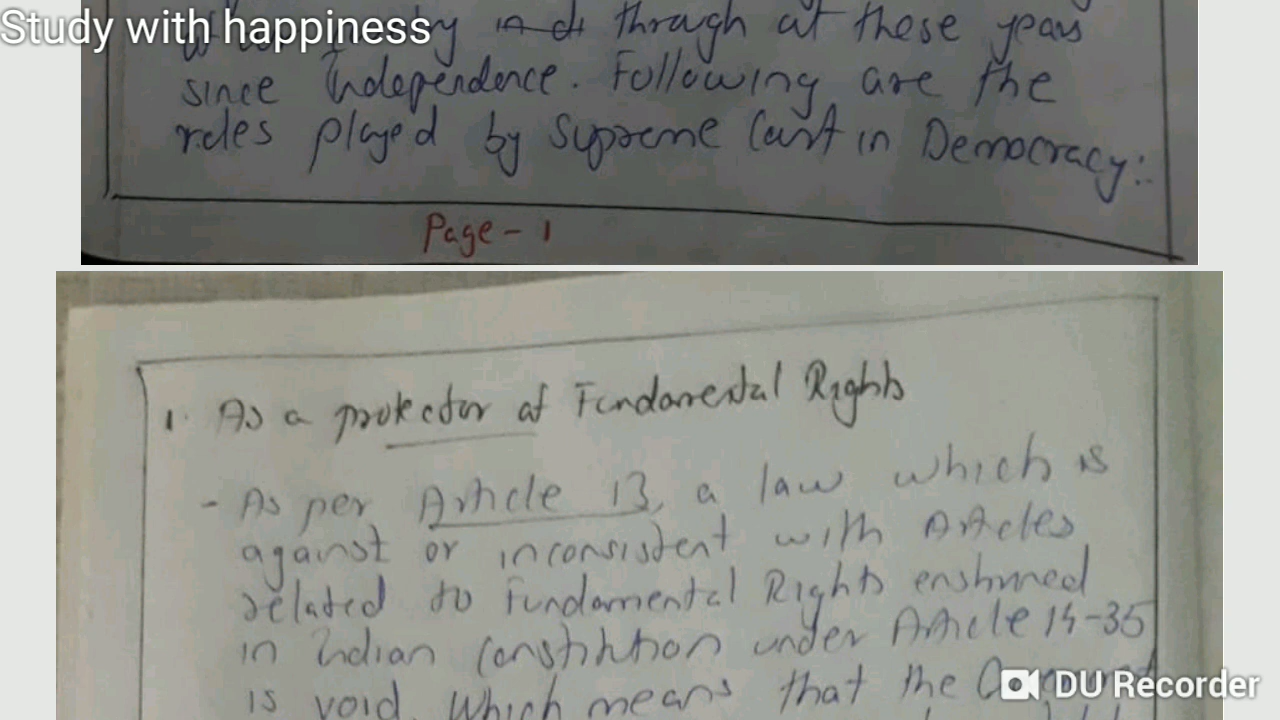 Study with happiness
through at these years
since Independence. Following are the
roles played by Supreme Court in Democracy:
Page - 1
1. As a protector of Fundamental Rights
- As per Article 13, a law which is
against or inconsistent with Articles
related to Fundamental Rights enshrined
in Indian Constitution under Article 14-35
is void. Which means that the
DU Recorder